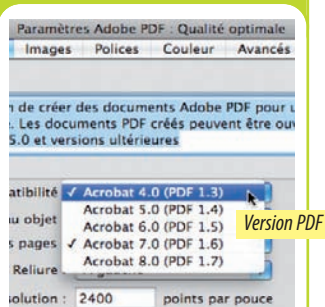 Paramètres Adobe PDF : Qualité optimale
Images Polices Couleur Avancés
de créer des documents Adobe PDF pour
Les documents PDF créés peuvent être
5.0 et versions ultérieures
✓ Acrobat 4.0 (PDF 1.3)
Acrobat 5.0 (PDF 1.4)
objet Acrobat 6.0 (PDF 1.5)
pages ✓ Acrobat 7.0 (PDF 1.6)
Acrobat 8.0 (PDF 1.7)
Version PDF
Reliure :
2400 points par pouce